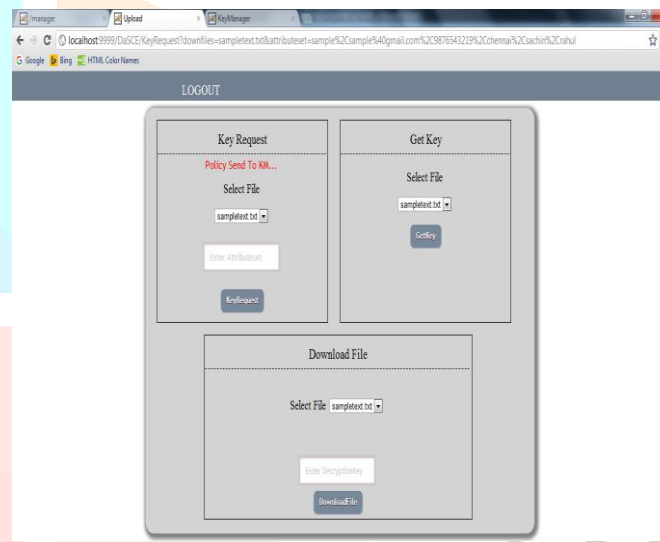 /manager Upload KeyManager
localhost:9999/DaSCE/KeyRequest?downfiles=sampletext.txt&attributeset=sample%2Csample%40gmail.com%2C9876543219%2Cchennai%2Csachin%2Crahul
Google Bing HTML Color Names
LOGOUT
Key Request
Policy Send To KM...
Select File
sampletext.txt
Enter Attributeset
KeyRequest
Get Key
Select File
sampletext.txt
GetKey
Download File
Select File sampletext.txt
Enter DecryptionKey
DownloadFile